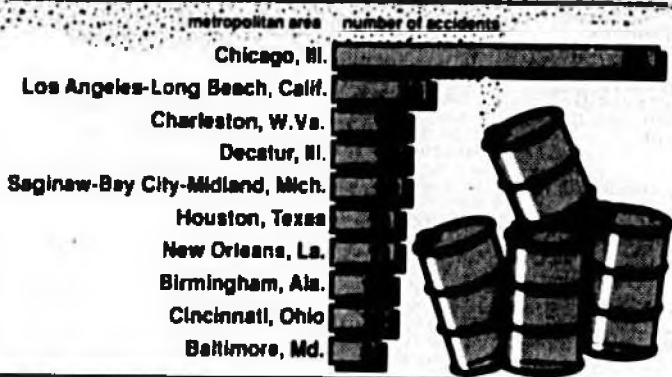 metropolitan area number of accidents
Chicago, Ill.
Los Angeles-Long Beach, Calif.
Charleston, W.Va.
Decatur, Ill.
Saginaw-Bay City-Midland, Mich.
Houston, Texas
New Orleans, La.
Birmingham, Ala.
Cincinnati, Ohio
Baltimore, Md.